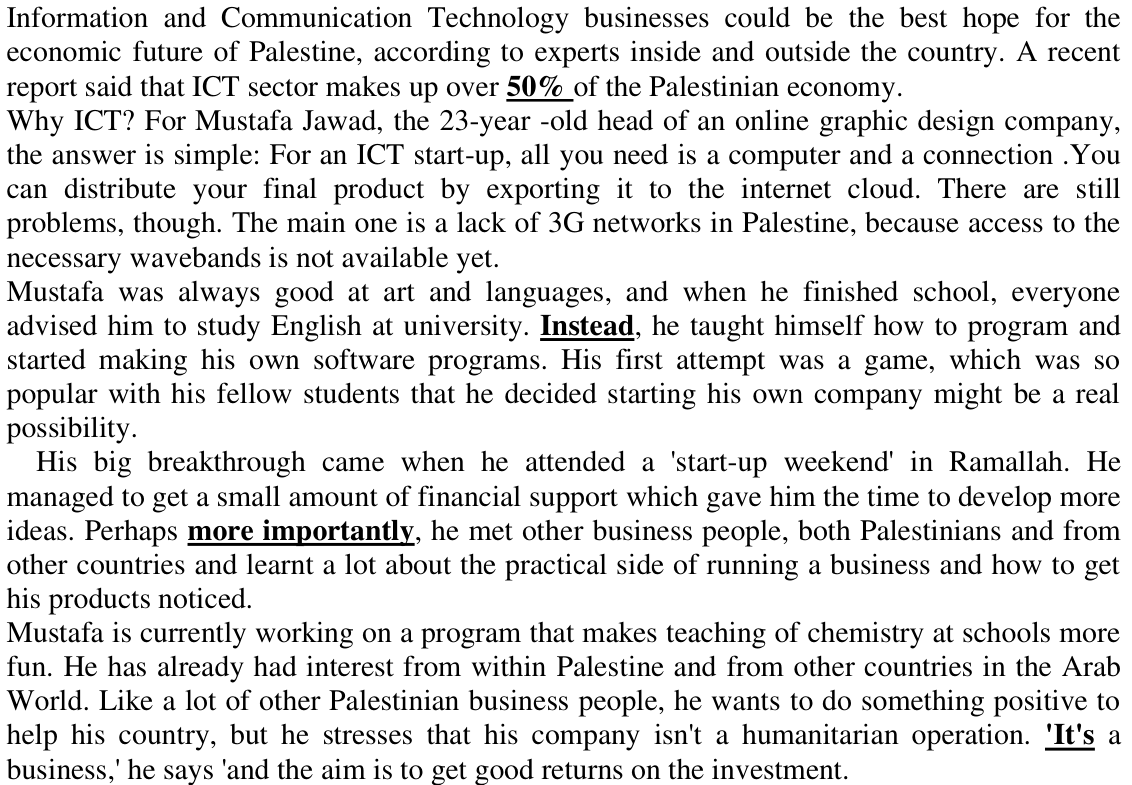 Information and Communication Technology businesses could be the best hope for the
economic future of Palestine, according to experts inside and outside the country. A recent
report said that ICT sector makes up over 50% of the Palestinian economy.
Why ICT? For Mustafa Jawad, the 23-year -old head of an online graphic design company,
the answer is simple: For an ICT start-up, all you need is a computer and a connection .You
can distribute your final product by exporting it to the internet cloud. There are still
problems, though. The main one is a lack of 3G networks in Palestine, because access to the
necessary wavebands is not available yet.
Mustafa was always good at art and languages, and when he finished school, everyone
advised him to study English at university. Instead, he taught himself how to program and
started making his own software programs. His first attempt was a game, which was so
popular with his fellow students that he decided starting his own company might be a real
possibility.
His big breakthrough came when he attended a 'start-up weekend' in Ramallah. He
managed to get a small amount of financial support which gave him the time to develop more
ideas. Perhaps more importantly, he met other business people, both Palestinians and from
other countries and learnt a lot about the practical side of running a business and how to get
his products noticed.
Mustafa is currently working on a program that makes teaching of chemistry at schools more
fun. He has already had interest from within Palestine and from other countries in the Arab
World. Like a lot of other Palestinian business people, he wants to do something positive to
help his country, but he stresses that his company isn't a humanitarian operation. 'It's a
business,' he says 'and the aim is to get good returns on the investment.